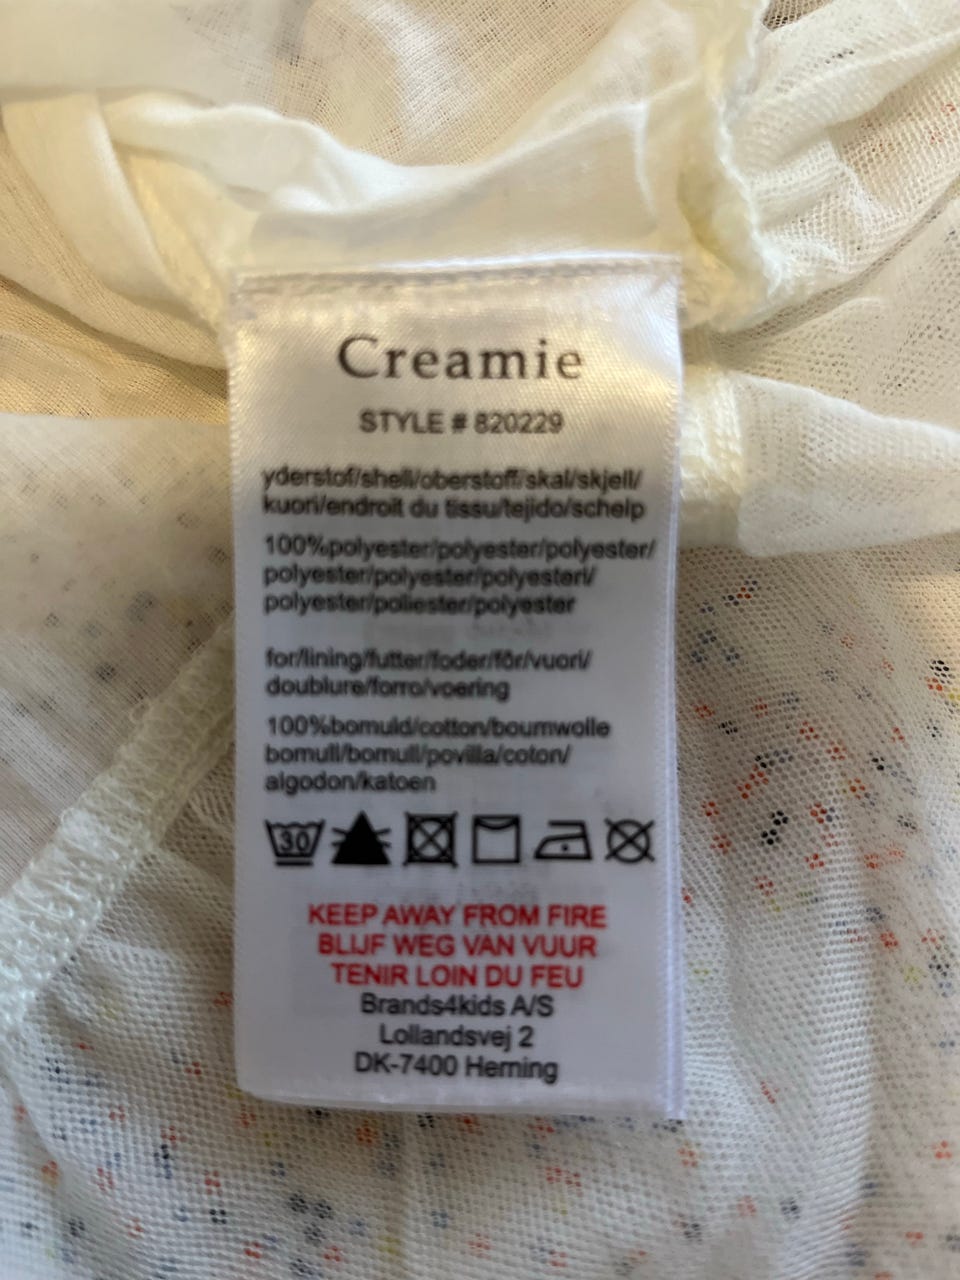 Creamie
STYLE # 820229
yderstof/shell/oberstoff/skal/skjell/
kuori/endroit du tissu/tejido/schelp
100%polyester/polyester/polyester/
polyester/polyester/polyesteri/
polyester/poliester/polyester
for/lining/futter/foder/fôr/vuori/
doublure/forro/voering
100%bomuld/cotton/boumwolle
bomull/bomull/povilla/coton/
algodon/katoen
30
KEEP AWAY FROM FIRE
BLIJF WEG VAN VUUR
TENIR LOIN DU FEU
Brands4kids A/S
Lollandsvej 2
DK-7400 Herning